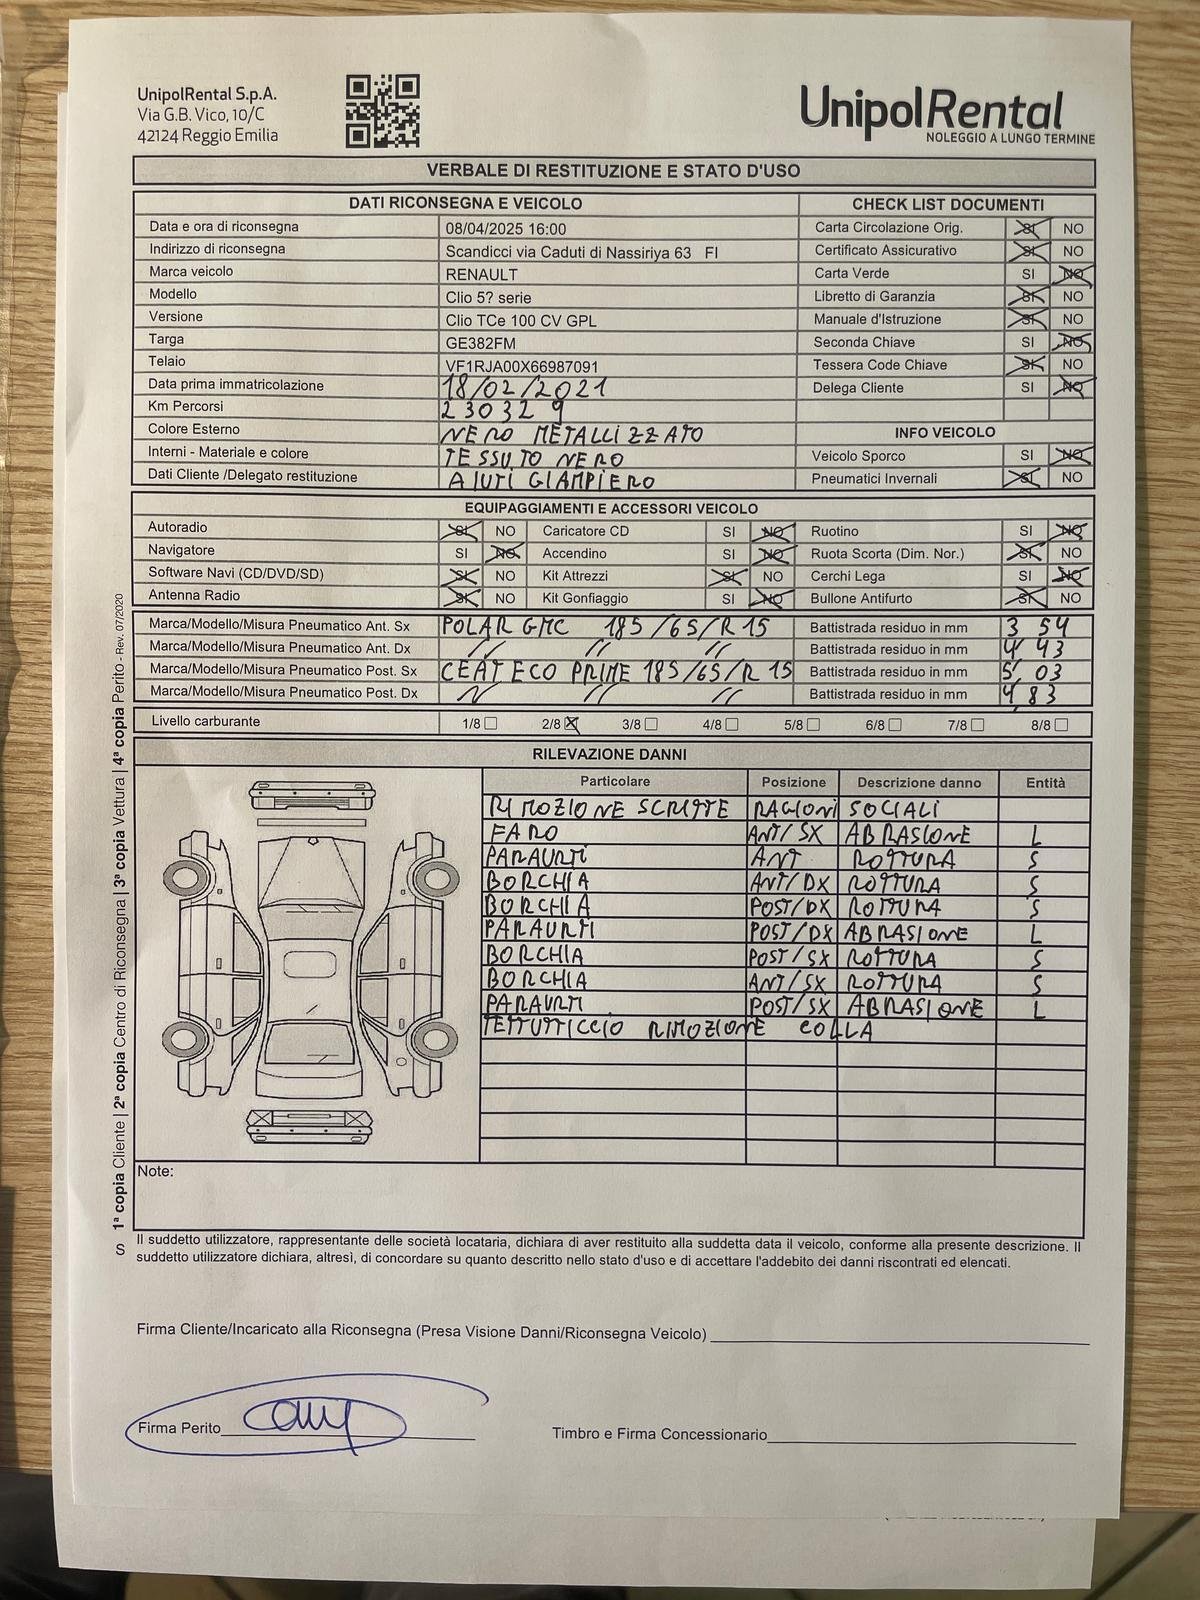 UnipolRental S.p.A.
Via G.B. Vico, 10/C
42124 Reggio Emilia
UnipolRental
NOLEGGIO A LUNGO TERMINE
VERBALE DI RESTITUZIONE E STATO D'USO
DATI RICONSEGNA E VEICOLO CHECK LIST DOCUMENTI
Data e ora di riconsegna 08/04/2025 16:00 Carta Circolazione Orig. SI NO
Indirizzo di riconsegna Scandicci via Caduti di Nassiriya 63 FI Certificato Assicurativo SI NO
Marca veicolo RENAULT Carta Verde SI NO
Modello Clio 5? serie Libretto di Garanzia SI NO
Versione Clio TCe 100 CV GPL Manuale d'Istruzione SI NO
Targa GE382FM Seconda Chiave SI NO
Telaio VF1RJA00X66987091 Tessera Code Chiave SI NO
Data prima immatricolazione 18/02/2021 Delega Cliente SI NO
Km Percorsi 230329
Colore Esterno NERO METALLIZZATO INFO VEICOLO
Interni - Materiale e colore TESSUTO NERO Veicolo Sporco SI NO
Dati Cliente /Delegato restituzione AIUTI GIAMPIERO Pneumatici Invernali SI NO
EQUIPAGGIAMENTI E ACCESSORI VEICOLO
Autoradio SI NO Caricatore CD SI NO Ruotino SI NO
Navigatore SI NO Accendino SI NO Ruota Scorta (Dim. Nor.) SI NO
Software Navi (CD/DVD/SD) SI NO Kit Attrezzi SI NO Cerchi Lega SI NO
Antenna Radio SI NO Kit Gonfiaggio SI NO Bullone Antifurto SI NO
Marca/Modello/Misura Pneumatico Ant. Sx POLAR GMC 185/65/R15 Battistrada residuo in mm 3 54
Marca/Modello/Misura Pneumatico Ant. Dx // // // Battistrada residuo in mm 4,43
Marca/Modello/Misura Pneumatico Post. Sx CEAT ECO PRIME 185/65/R15 Battistrada residuo in mm 5,03
Marca/Modello/Misura Pneumatico Post. Dx // // // Battistrada residuo in mm 4,83
Livello carburante 1/8 2/8 3/8 4/8 5/8 6/8 7/8 8/8
RILEVAZIONE DANNI
Particolare Posizione Descrizione danno Entità
RIMOZIONE SCRITTE RAGIONI SOCIALI
FARO ANT/SX ABRASIONE L
PARAURTI ANT ROTTURA S
BORCHIA ANT/DX ROTTURA S
BORCHIA POST/DX ROTTURA S
PARAURTI POST/DX ABRASIONE L
BORCHIA POST/SX ROTTURA S
BORCHIA ANT/SX ROTTURA S
PARAURTI POST/SX ABRASIONE L
TETTUTTICCIO RIMOZIONE COLLA
Note:
Il suddetto utilizzatore, rappresentante delle società locataria, dichiara di aver restituito alla suddetta data il veicolo, conforme alla presente descrizione. Il
suddetto utilizzatore dichiara, altresì, di concordare su quanto descritto nello stato d'uso e di accettare l'addebito dei danni riscontrati ed elencati.
Firma Cliente/Incaricato alla Riconsegna (Presa Visione Danni/Riconsegna Veicolo)
Firma Perito
Timbro e Firma Concessionario
S 1ª copia Cliente | 2ª copia Centro di Riconsegna | 3ª copia Vettura | 4ª copia Perito - Rev. 07/2020